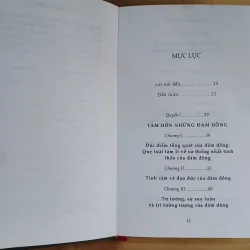 MỤC LỤC
Lời nói đầu
Dẫn luận
Quyển I
TÂM HỒN NHỮNG ĐÁM ĐÔNG
Chương I
Đặc điểm tổng quát của đám đông.
Quy luật tâm lí về sự thống nhất tinh
thần của đám đông
Chương II
Tình cảm và đạo đức của đám đông
Chương III
Tư tưởng, sự suy luận
và trí tưởng tượng của đám đông